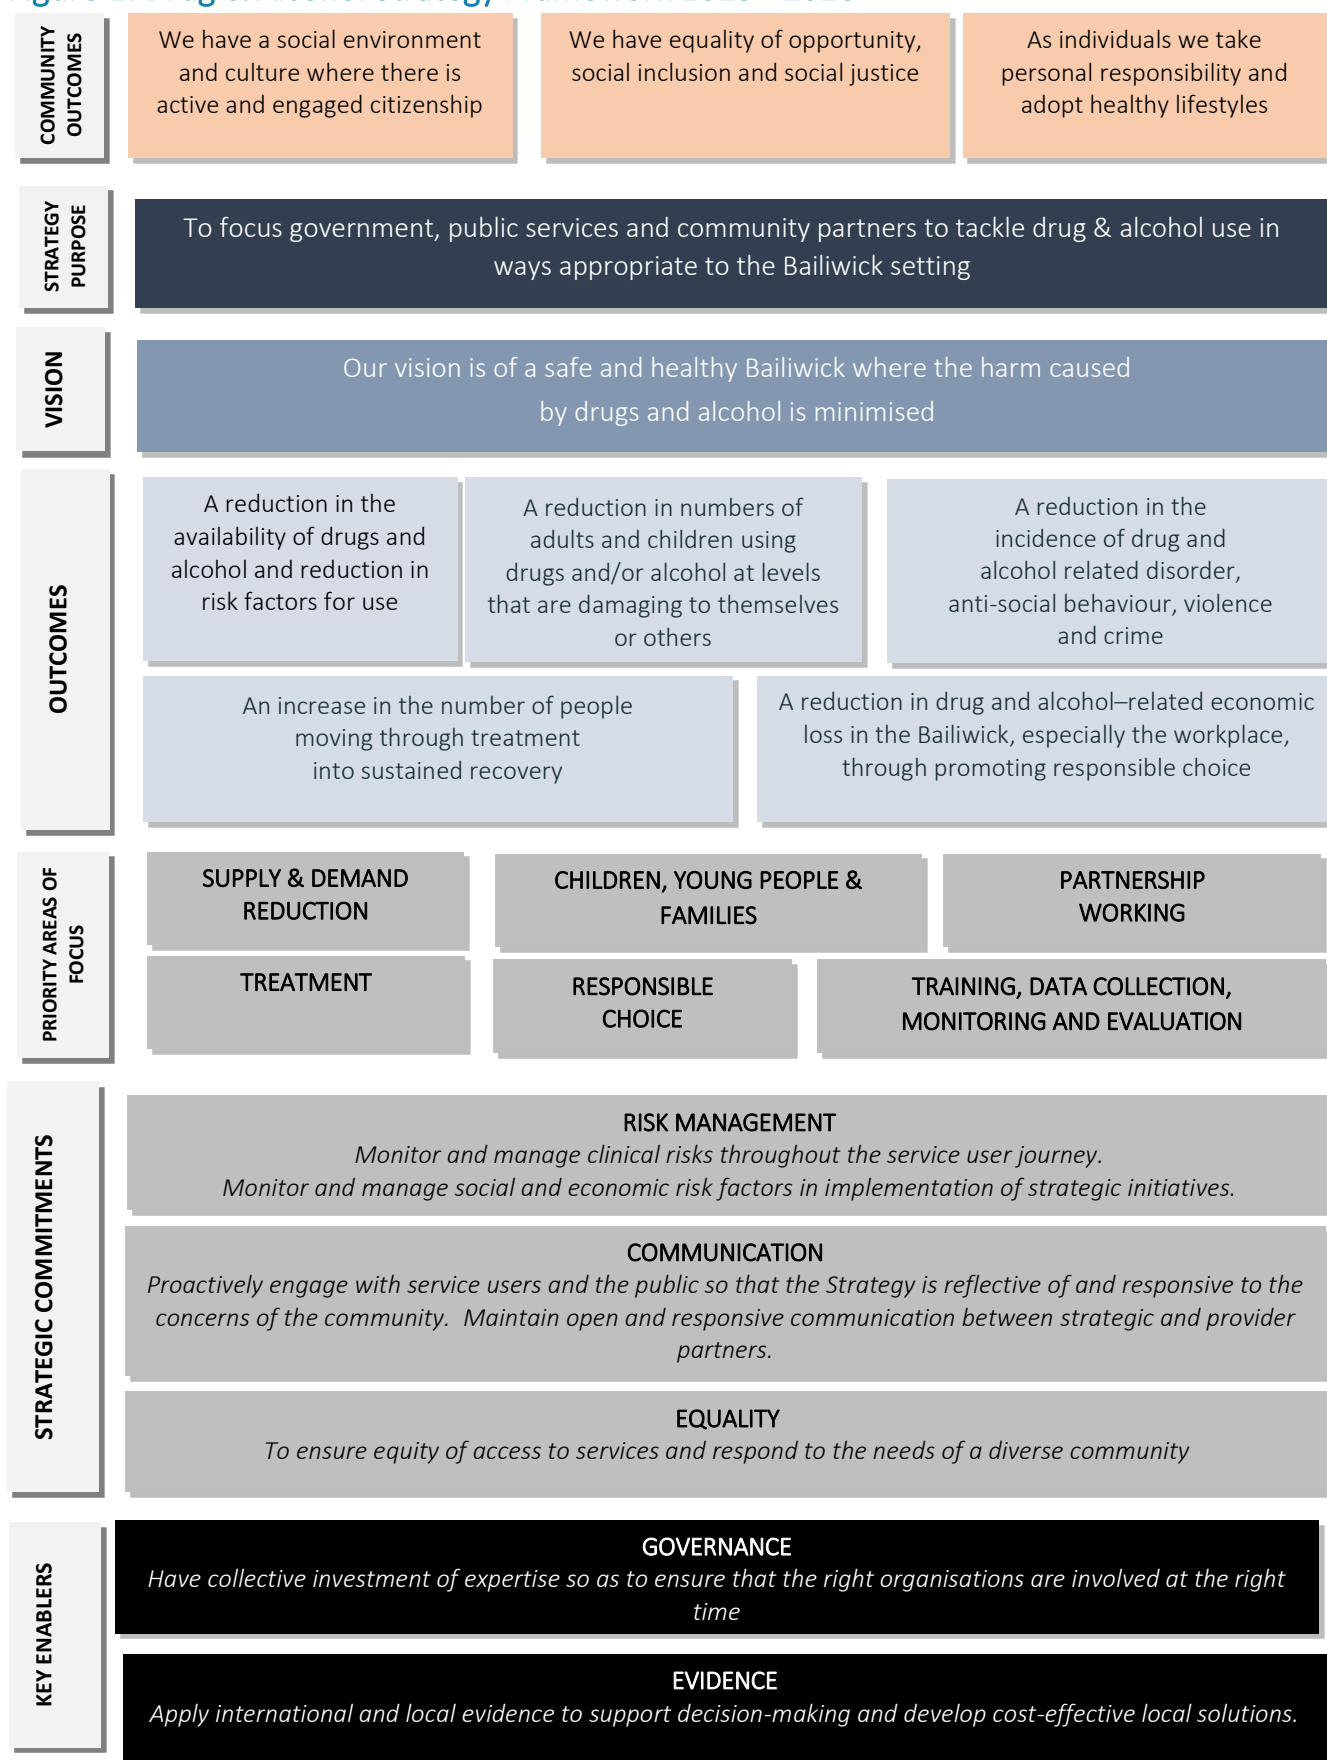 COMMUNITY
OUTCOMES
We have a social environment
and culture where there is
active and engaged citizenship
We have equality of opportunity,
social inclusion and social justice
As individuals we take
personal responsibility and
adopt healthy lifestyles
STRATEGY
PURPOSE
To focus government, public services and community partners to tackle drug & alcohol use in
ways appropriate to the Bailiwick setting
VISION
Our vision is of a safe and healthy Bailiwick where the harm caused
by drugs and alcohol is minimised
OUTCOMES
A reduction in the
availability of drugs and
alcohol and reduction in
risk factors for use
A reduction in numbers of
adults and children using
drugs and/or alcohol at levels
that are damaging to themselves
or others
A reduction in the
incidence of drug and
alcohol related disorder,
anti-social behaviour, violence
and crime
An increase in the number of people
moving through treatment
into sustained recovery
A reduction in drug and alcohol–related economic
loss in the Bailiwick, especially the workplace,
through promoting responsible choice
PRIORITY AREAS OF
FOCUS
SUPPLY & DEMAND
REDUCTION
CHILDREN, YOUNG PEOPLE &
FAMILIES
PARTNERSHIP
WORKING
TREATMENT
RESPONSIBLE
CHOICE
TRAINING, DATA COLLECTION,
MONITORING AND EVALUATION
STRATEGIC COMMITMENTS
RISK MANAGEMENT
Monitor and manage clinical risks throughout the service user journey.
Monitor and manage social and economic risk factors in implementation of strategic initiatives.
COMMUNICATION
Proactively engage with service users and the public so that the Strategy is reflective of and responsive to the
concerns of the community.  Maintain open and responsive communication between strategic and provider
partners.
EQUALITY
To ensure equity of access to services and respond to the needs of a diverse community
KEY ENABLERS
GOVERNANCE
Have collective investment of expertise so as to ensure that the right organisations are involved at the right
time
EVIDENCE
Apply international and local evidence to support decision-making and develop cost-effective local solutions.